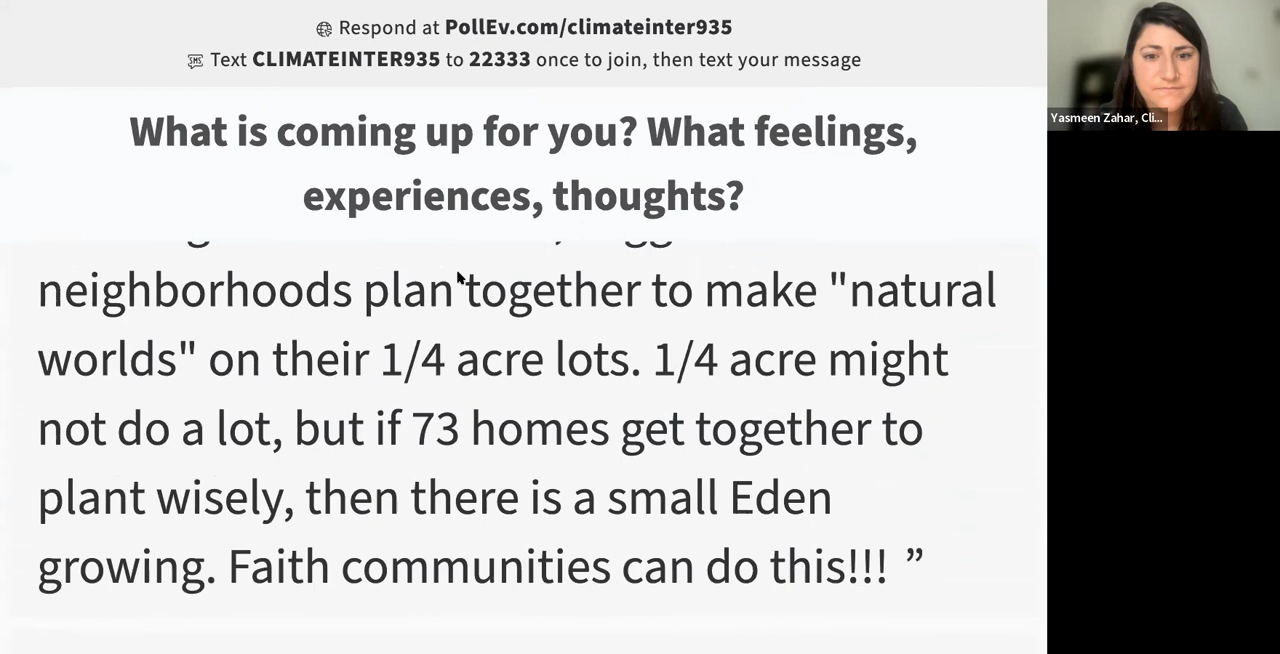 Respond at PollEv.com/climateinter935
Text CLIMATEINTER935 to 22333 once to join, then text your message
What is coming up for you? What feelings,
experiences, thoughts?
neighborhoods plan together to make "natural
worlds" on their 1/4 acre lots. 1/4 acre might
not do a lot, but if 73 homes get together to
plant wisely, then there is a small Eden
growing. Faith communities can do this!!! ”
Yasmeen Zahar, Cli...